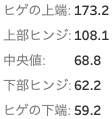 ヒゲの上端: 173.2
上部ヒンジ: 108.1
中央値: 68.8
下部ヒンジ: 62.2
ヒゲの下端: 59.2